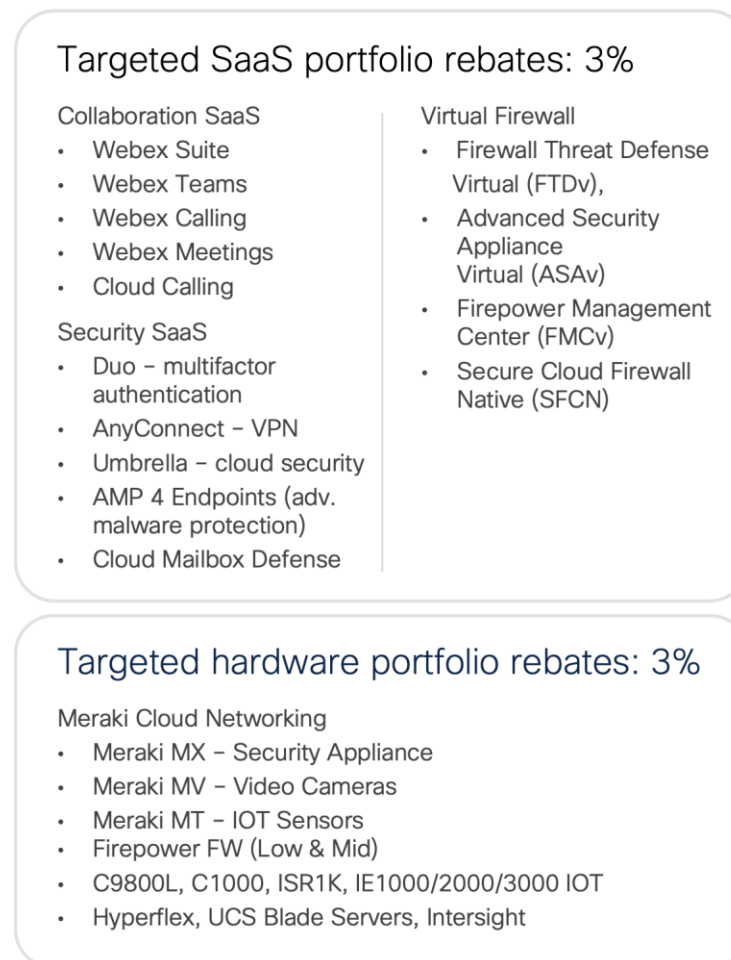 Targeted SaaS portfolio rebates: 3%
Collaboration SaaS
• Webex Suite
• Webex Teams
• Webex Calling
• Webex Meetings
• Cloud Calling
Security SaaS
• Duo – multifactor
authentication
• AnyConnect – VPN
• Umbrella – cloud security
• AMP 4 Endpoints (adv.
malware protection)
• Cloud Mailbox Defense
Virtual Firewall
• Firewall Threat Defense
Virtual (FTDv),
• Advanced Security
Appliance
Virtual (ASAv)
• Firepower Management
Center (FMCv)
• Secure Cloud Firewall
Native (SFCN)
Targeted hardware portfolio rebates: 3%
Meraki Cloud Networking
• Meraki MX – Security Appliance
• Meraki MV – Video Cameras
• Meraki MT – IOT Sensors
• Firepower FW (Low & Mid)
• C9800L, C1000, ISR1K, IE1000/2000/3000 IOT
• Hyperflex, UCS Blade Servers, Intersight